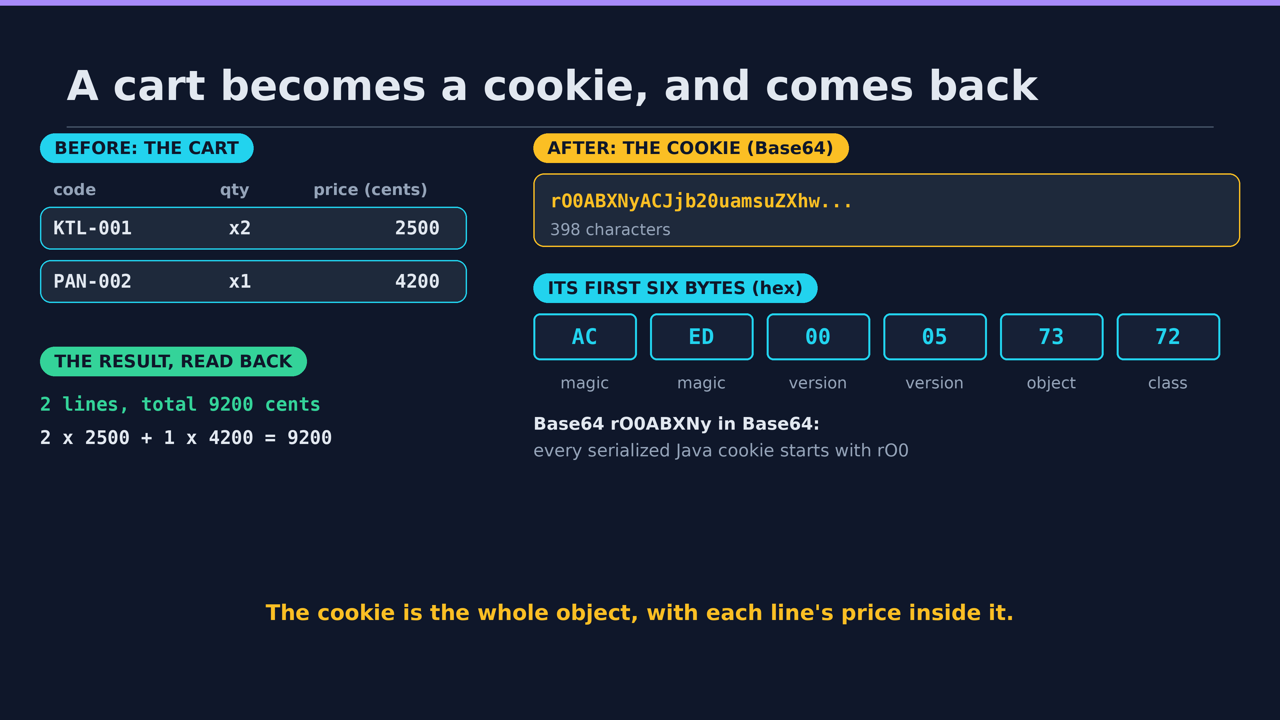 A cart becomes a cookie, and comes back
BEFORE: THE CART
code qty price (cents)
KTL-001 x2 2500
PAN-002 x1 4200
THE RESULT, READ BACK
2 lines, total 9200 cents
2 x 2500 + 1 x 4200 = 9200
AFTER: THE COOKIE (Base64)
rO0ABXNyACJjb20uamsuZXhw...
398 characters
ITS FIRST SIX BYTES (hex)
AC ED 00 05 73 72
magic magic version version object class
Base64 rO0ABXNy in Base64:
every serialized Java cookie starts with rO0
The cookie is the whole object, with each line's price inside it.